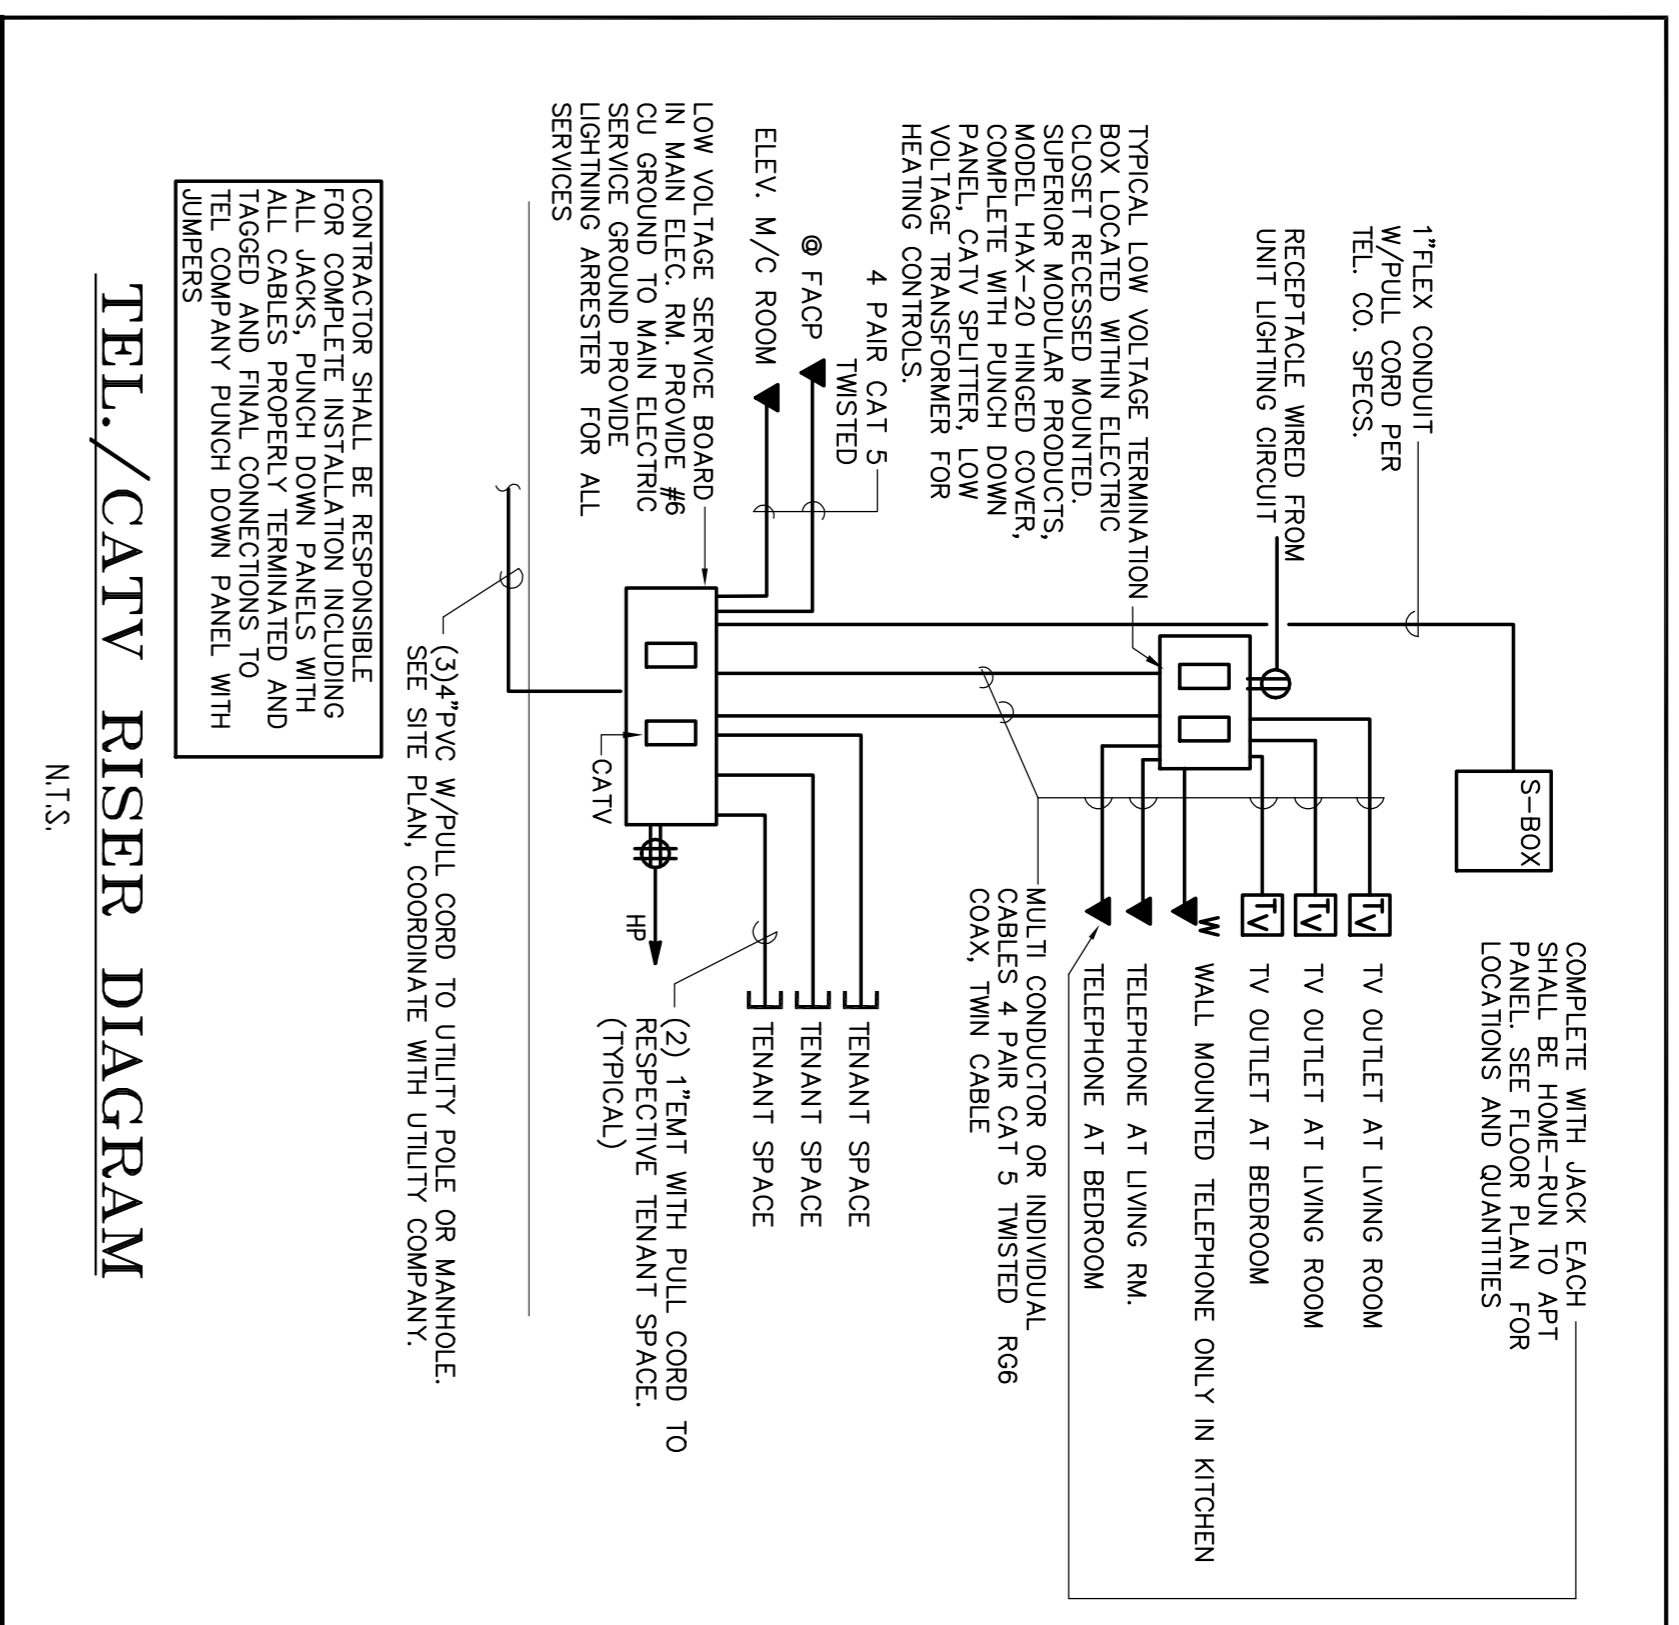 COMPLETE WITH JACK EACH
SHALL BE HOME-RUN TO APT
PANEL. SEE FLOOR PLAN FOR
LOCATIONS AND QUANTITIES
S-BOX
1"FLEX CONDUIT
W/PULL CORD PER
TEL. CO. SPECS.
RECEPTACLE WIRED FROM
UNIT LIGHTING CIRCUIT
TV
TV OUTLET AT LIVING ROOM
TV
TV OUTLET AT LIVING ROOM
TV
TV OUTLET AT BEDROOM
W
WALL MOUNTED TELEPHONE ONLY IN KITCHEN
TELEPHONE AT LIVING RM.
TELEPHONE AT BEDROOM
TYPICAL LOW VOLTAGE TERMINATION
BOX LOCATED WITHIN ELECTRIC
CLOSET RECESSED MOUNTED.
SUPERIOR MODULAR PRODUCTS,
MODEL HAX-20 HINGED COVER,
COMPLETE WITH PUNCH DOWN
PANEL, CATV SPLITTER, LOW
VOLTAGE TRANSFORMER FOR
HEATING CONTROLS.
MULTI CONDUCTOR OR INDIVIDUAL
CABLES 4 PAIR CAT 5 TWISTED RG6
COAX, TWIN CABLE
4 PAIR CAT 5
TWISTED
@ FACP
ELEV. M/C ROOM
TENANT SPACE
TENANT SPACE
TENANT SPACE
LOW VOLTAGE SERVICE BOARD
IN MAIN ELEC. RM. PROVIDE #6
CU GROUND TO MAIN ELECTRIC
SERVICE GROUND PROVIDE
LIGHTNING ARRESTER FOR ALL
SERVICES
(2) 1"EMT WITH PULL CORD TO
RESPECTIVE TENANT SPACE.
(TYPICAL)
HP
CATV
(3)4"PVC W/PULL CORD TO UTILITY POLE OR MANHOLE.
SEE SITE PLAN, COORDINATE WITH UTILITY COMPANY.
CONTRACTOR SHALL BE RESPONSIBLE
FOR COMPLETE INSTALLATION INCLUDING
ALL JACKS, PUNCH DOWN PANELS WITH
ALL CABLES PROPERLY TERMINATED AND
TAGGED AND FINAL CONNECTIONS TO
TEL COMPANY PUNCH DOWN PANEL WITH
JUMPERS
TEL./CATV RISER DIAGRAM
N.T.S.